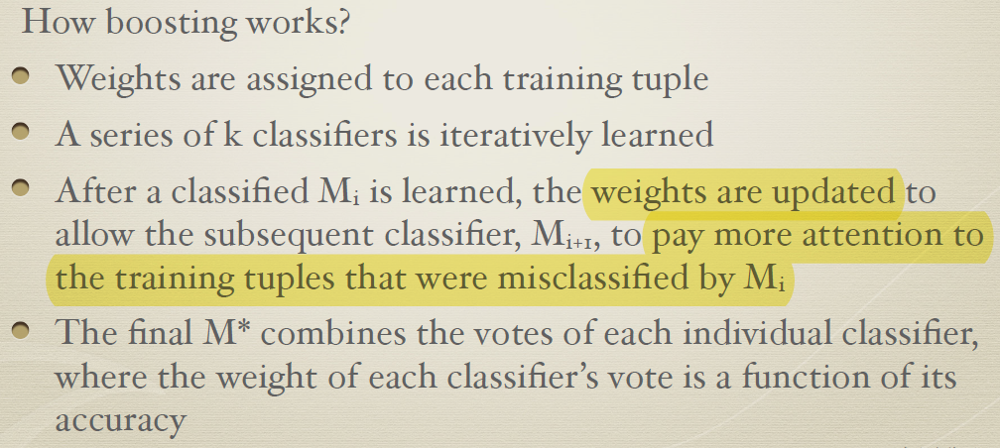 How boosting works?
Weights are assigned to each training tuple
A series of k classifiers is iteratively learned
After a classified Mᵢ is learned, the weights are updated to
allow the subsequent classifier, Mᵢ₊₁, to pay more attention to
the training tuples that were misclassified by Mᵢ
The final M* combines the votes of each individual classifier,
where the weight of each classifier's vote is a function of its
accuracy